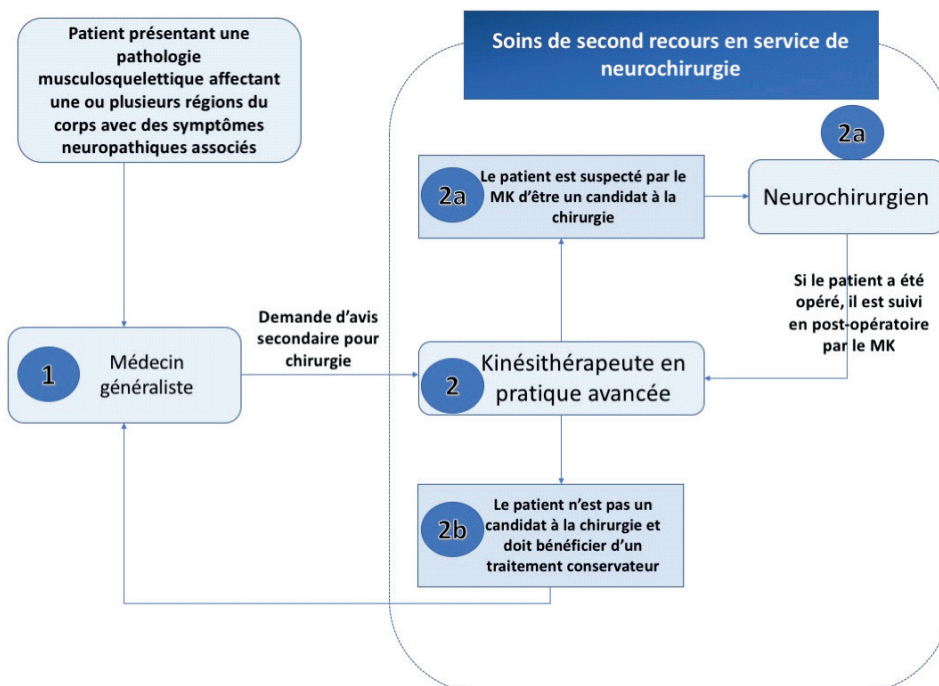 Patient présentant une
pathologie
musculosquelettique affectant
une ou plusieurs régions du
corps avec des symptômes
neuropathiques associés
Soins de second recours en service de
neurochirurgie
2a
Le patient est suspecté par le
MK d’être un candidat à la
chirurgie
2a
Neurochirurgien
Si le patient a été
opéré, il est suivi
en post-opératoire
par le MK
Demande d’avis
secondaire pour
chirurgie
1
Médecin
généraliste
2
Kinésithérapeute en
pratique avancée
2b
Le patient n’est pas un
candidat à la chirurgie et
doit bénéficier d’un
traitement conservateur